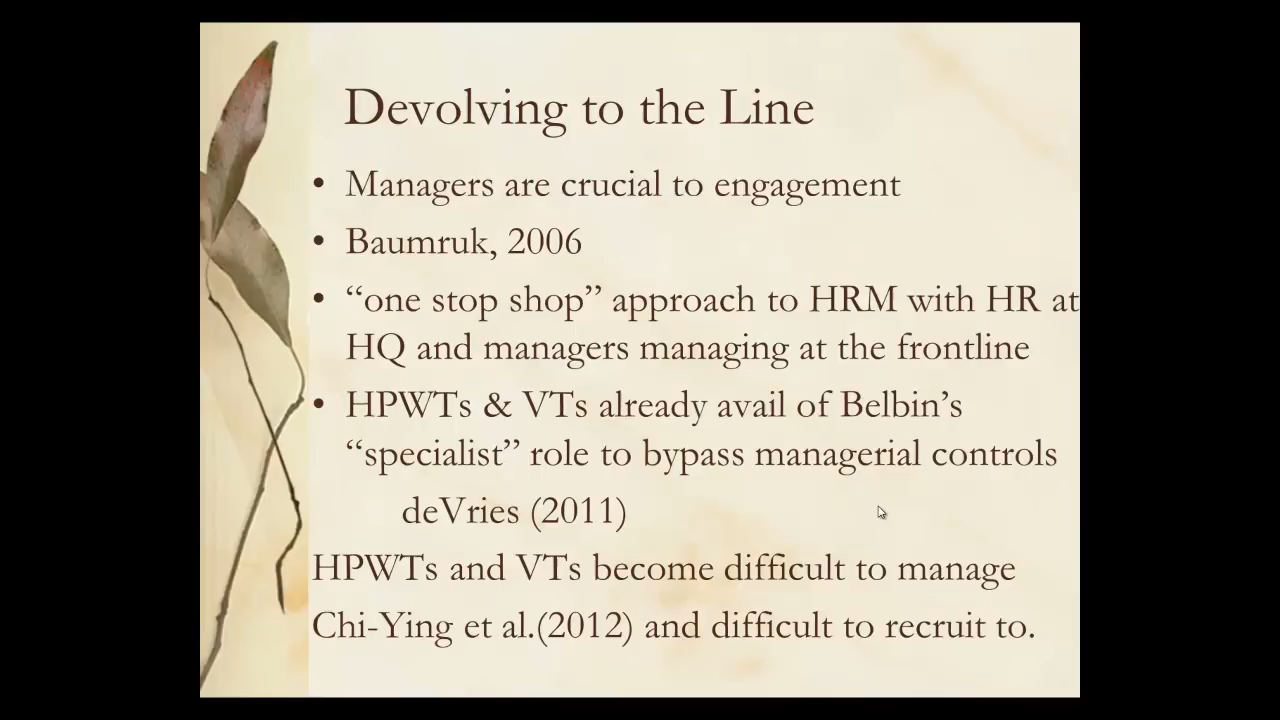 Devolving to the Line
• Managers are crucial to engagement
• Baumruk, 2006
• “one stop shop” approach to HRM with HR at
HQ and managers managing at the frontline
• HPWTs & VTs already avail of Belbin’s
“specialist” role to bypass managerial controls
deVries (2011)
HPWTs and VTs become difficult to manage
Chi-Ying et al.(2012) and difficult to recruit to.